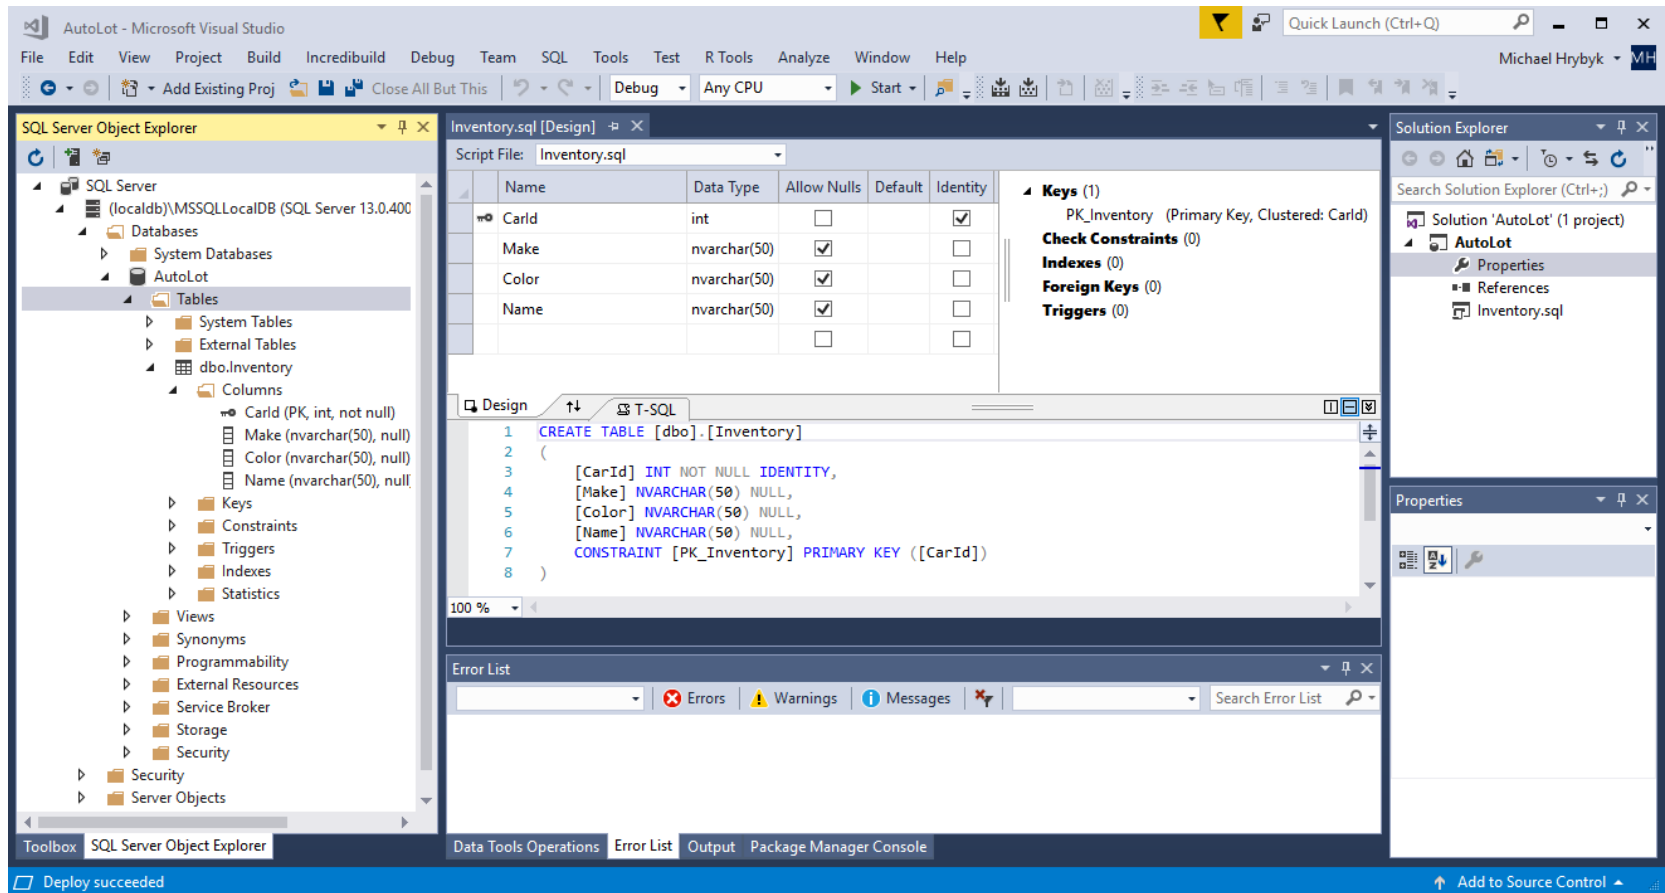 AutoLot - Microsoft Visual Studio
Quick Launch (Ctrl+Q)
File Edit View Project Build Incredibuild Debug Team SQL Tools Test R Tools Analyze Window Help
Michael Hrybyk MH
Add Existing Proj Close All But This Debug Any CPU Start
SQL Server Object Explorer
SQL Server
(localdb)\MSSQLLocalDB (SQL Server 13.0.400
Databases
System Databases
AutoLot
Tables
System Tables
External Tables
dbo.Inventory
Columns
CarId (PK, int, not null)
Make (nvarchar(50), null)
Color (nvarchar(50), null)
Name (nvarchar(50), null
Keys
Constraints
Triggers
Indexes
Statistics
Views
Synonyms
Programmability
External Resources
Service Broker
Storage
Security
Security
Server Objects
Toolbox SQL Server Object Explorer
Inventory.sql [Design]
Script File: Inventory.sql
Name Data Type Allow Nulls Default Identity
CarId int
Make nvarchar(50)
Color nvarchar(50)
Name nvarchar(50)
Keys (1)
PK_Inventory (Primary Key, Clustered: CarId)
Check Constraints (0)
Indexes (0)
Foreign Keys (0)
Triggers (0)
Design T-SQL
1 CREATE TABLE [dbo].[Inventory]
2 (
3 [CarId] INT NOT NULL IDENTITY,
4 [Make] NVARCHAR(50) NULL,
5 [Color] NVARCHAR(50) NULL,
6 [Name] NVARCHAR(50) NULL,
7 CONSTRAINT [PK_Inventory] PRIMARY KEY ([CarId])
8 )
100 %
Error List
Errors Warnings Messages Search Error List
Data Tools Operations Error List Output Package Manager Console
Solution Explorer
Search Solution Explorer (Ctrl+;)
Solution 'AutoLot' (1 project)
AutoLot
Properties
References
Inventory.sql
Properties
Deploy succeeded
Add to Source Control